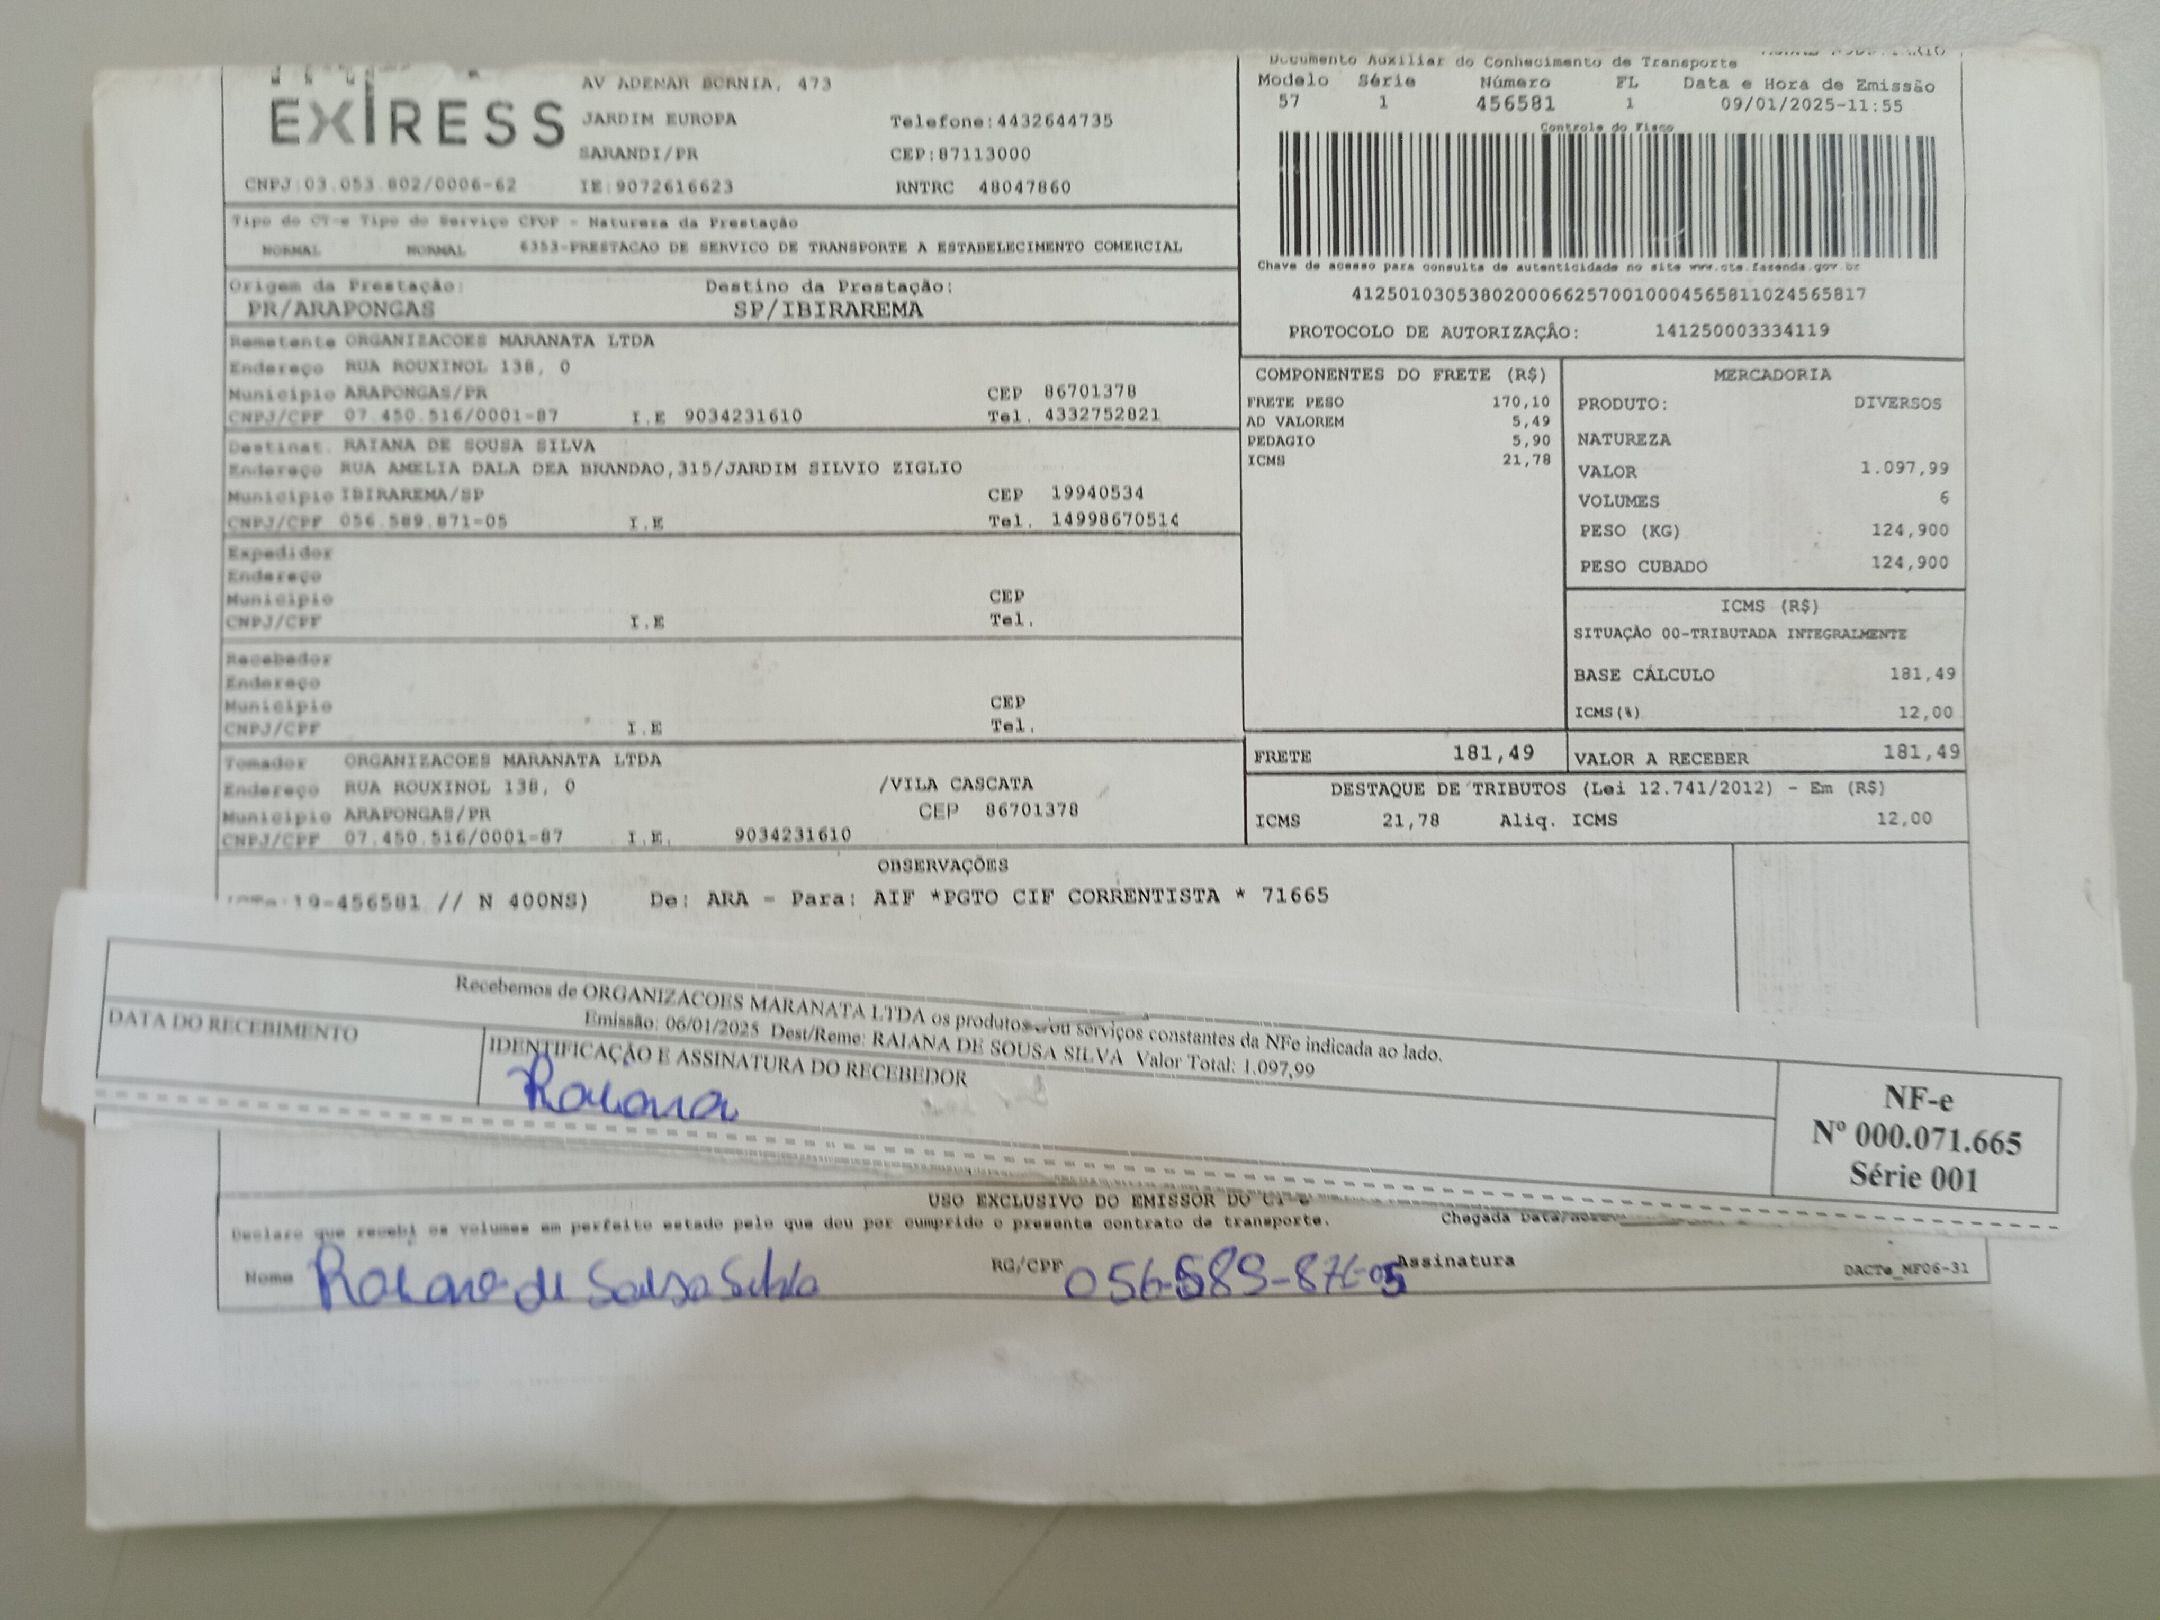 EXPRESS
AV ADEMAR BORNIA, 473
JARDIM EUROPA Telefone:4432644735
SARANDI/PR CEP:87113000
CNPJ:03.053.802/0006-62 IE:9072616623 RNTRC 48047860
Tipo do CT-e Tipo do Serviço CFOP - Natureza da Prestação
NORMAL NORMAL 6353-PRESTACAO DE SERVICO DE TRANSPORTE A ESTABELECIMENTO COMERCIAL
Origem da Prestação: Destino da Prestação:
PR/ARAPONGAS SP/IBIRAREMA
Remetente ORGANIZACOES MARANATA LTDA
Endereço RUA ROUXINOL 138, 0
Municipio ARAPONGAS/PR CEP 86701378
CNPJ/CPF 07.450.516/0001-87 I.E 9034231610 Tel. 4332752821
Destinat. RAIANA DE SOUSA SILVA
Endereço RUA AMELIA DALA DEA BRANDAO,315/JARDIM SILVIO ZIGLIO
Municipio IBIRAREMA/SP CEP 19940534
CNPJ/CPF 056.589.871-05 I.E Tel. 14998670514
Expedidor
Endereço
Municipio CEP
CNPJ/CPF I.E Tel.
Recebedor
Endereço
Municipio CEP
CNPJ/CPF I.E Tel.
Tomador ORGANIZACOES MARANATA LTDA
Endereço RUA ROUXINOL 138, 0 /VILA CASCATA
Municipio ARAPONGAS/PR CEP 86701378
CNPJ/CPF 07.450.516/0001-87 I.E. 9034231610
Documento Auxiliar do Conhecimento de Transporte
Modelo Série Número FL Data e Hora de Emissão
57 1 456581 1 09/01/2025-11:55
Controle do Fisco
Chave de acesso para consulta de autenticidade no site www.cte.fazenda.gov.br
41250103053802000662570010004565811024565817
PROTOCOLO DE AUTORIZAÇÂO: 141250003334119
COMPONENTES DO FRETE (R$)
FRETE PESO 170,10
AD VALOREM 5,49
PEDAGIO 5,90
ICMS 21,78
MERCADORIA
PRODUTO: DIVERSOS
NATUREZA
VALOR 1.097,99
VOLUMES 6
PESO (KG) 124,900
PESO CUBADO 124,900
ICMS (R$)
SITUAÇÃO 00-TRIBUTADA INTEGRALMENTE
BASE CÁLCULO 181,49
ICMS(%) 12,00
FRETE 181,49 VALOR A RECEBER 181,49
DESTAQUE DE TRIBUTOS (Lei 12.741/2012) - Em (R$)
ICMS 21,78 Aliq. ICMS 12,00
OBSERVAÇÕES
19-456581 // N 400NS) De: ARA - Para: AIF *PGTO CIF CORRENTISTA * 71665
Recebemos de ORGANIZACOES MARANATA LTDA os produtos e/ou serviços constantes da NFe indicada ao lado.
Emissão: 06/01/2025 Dest/Reme: RAIANA DE SOUSA SILVA Valor Total: 1.097,99
DATA DO RECEBIMENTO
IDENTIFICAÇÃO E ASSINATURA DO RECEBEDOR
Raiana
NF-e
Nº 000.071.665
Série 001
USO EXCLUSIVO DO EMISSOR DO CT-e
Declaro que recebi os volumes em perfeito estado pelo que dou por cumprido o presente contrato de transporte. Chegada
Nome Raiana de Sousa Silva RG/CPF 056-589-871-05 Assinatura
DACTe_MF06-31